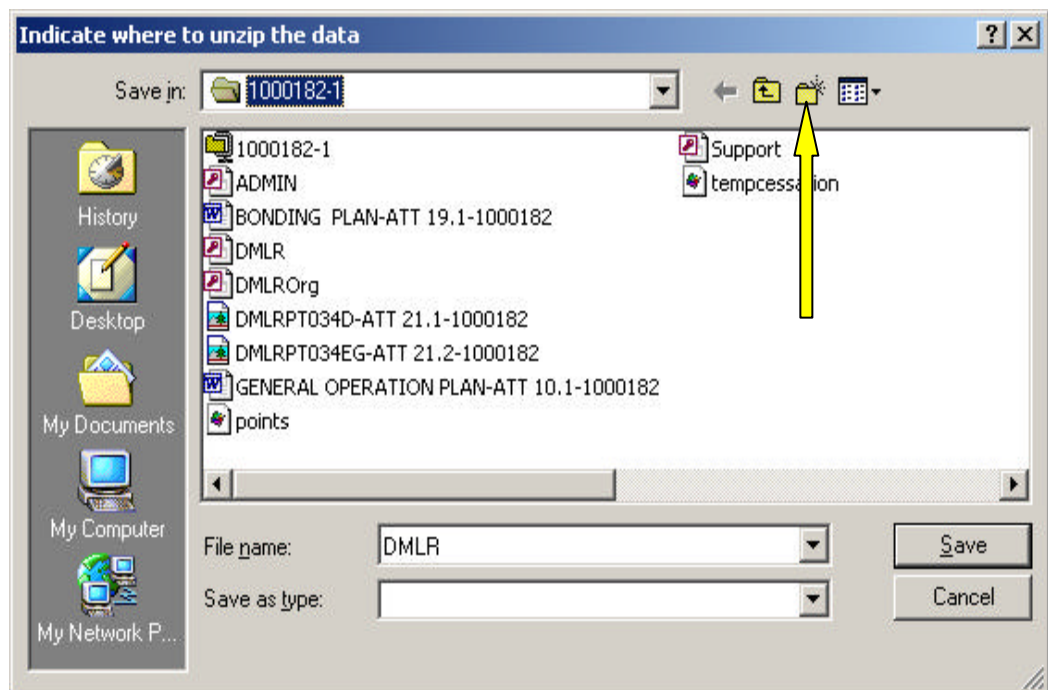 Indicate where to unzip the data
Save in:
1000182-1
History
Desktop
My Documents
My Computer
My Network P...
1000182-1
ADMIN
BONDING PLAN-ATT 19.1-1000182
DMLR
DMLROrg
DMLRPT034D-ATT 21.1-1000182
DMLRPT034EG-ATT 21.2-1000182
GENERAL OPERATION PLAN-ATT 10.1-1000182
points
Support
tempcessation
File name:
DMLR
Save
Save as type:
Cancel